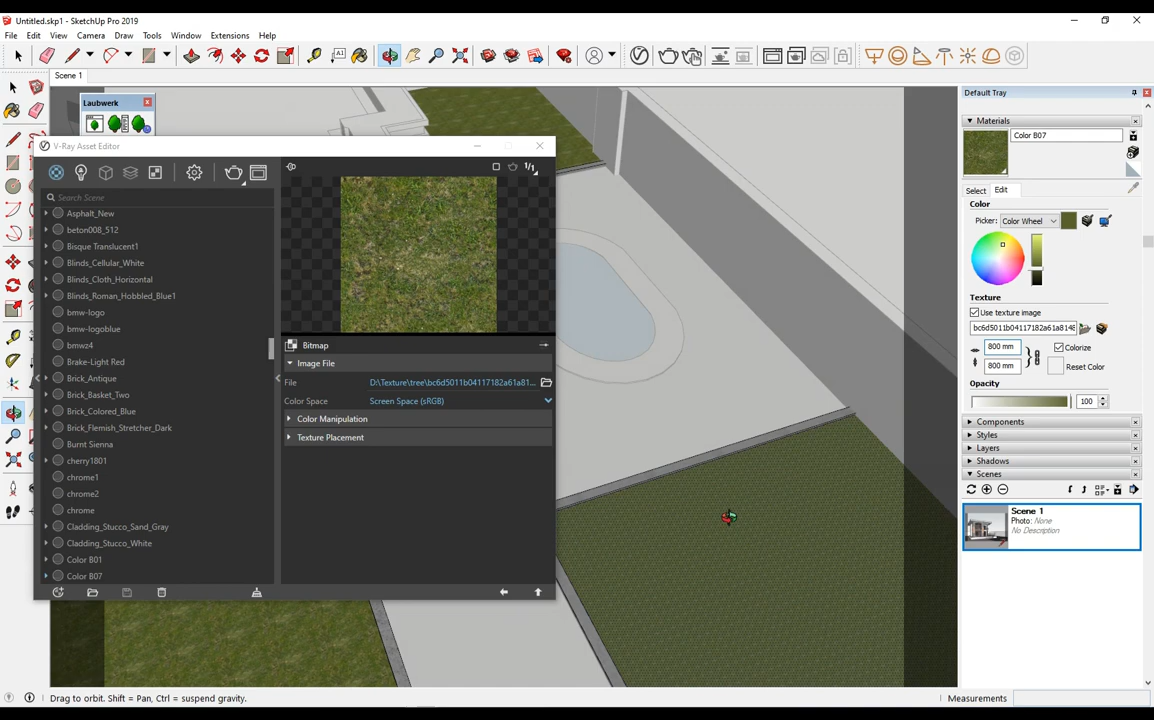 Untitled.skp1 - SketchUp Pro 2019
File Edit View Camera Draw Tools Window Extensions Help
Scene 1
Laubwerk
V-Ray Asset Editor
Search Scene
1/1
Asphalt_New
beton008_512
Bisque Translucent1
Blinds_Cellular_White
Blinds_Cloth_Horizontal
Blinds_Roman_Hobbled_Blue1
bmw-logo
bmw-logoblue
bmwz4
Brake-Light Red
Brick_Antique
Brick_Basket_Two
Brick_Colored_Blue
Brick_Flemish_Stretcher_Dark
Burnt Sienna
cherry1801
chrome1
chrome2
chrome
Cladding_Stucco_Sand_Gray
Cladding_Stucco_White
Color B01
Color B07
Bitmap
Image File
File D:\Texture\tree\bc6d5011b04117182a61a81...
Color Space Screen Space (sRGB)
Color Manipulation
Texture Placement
Default Tray
Materials
Color B07
Select Edit
Color
Picker: Color Wheel
Texture
Use texture image
bc6d5011b04117182a61a8148
800 mm Colorize
800 mm Reset Color
Opacity
100
Components
Styles
Layers
Shadows
Scenes
Scene 1
Photo: None
No Description
Drag to orbit. Shift = Pan, Ctrl = suspend gravity.
Measurements